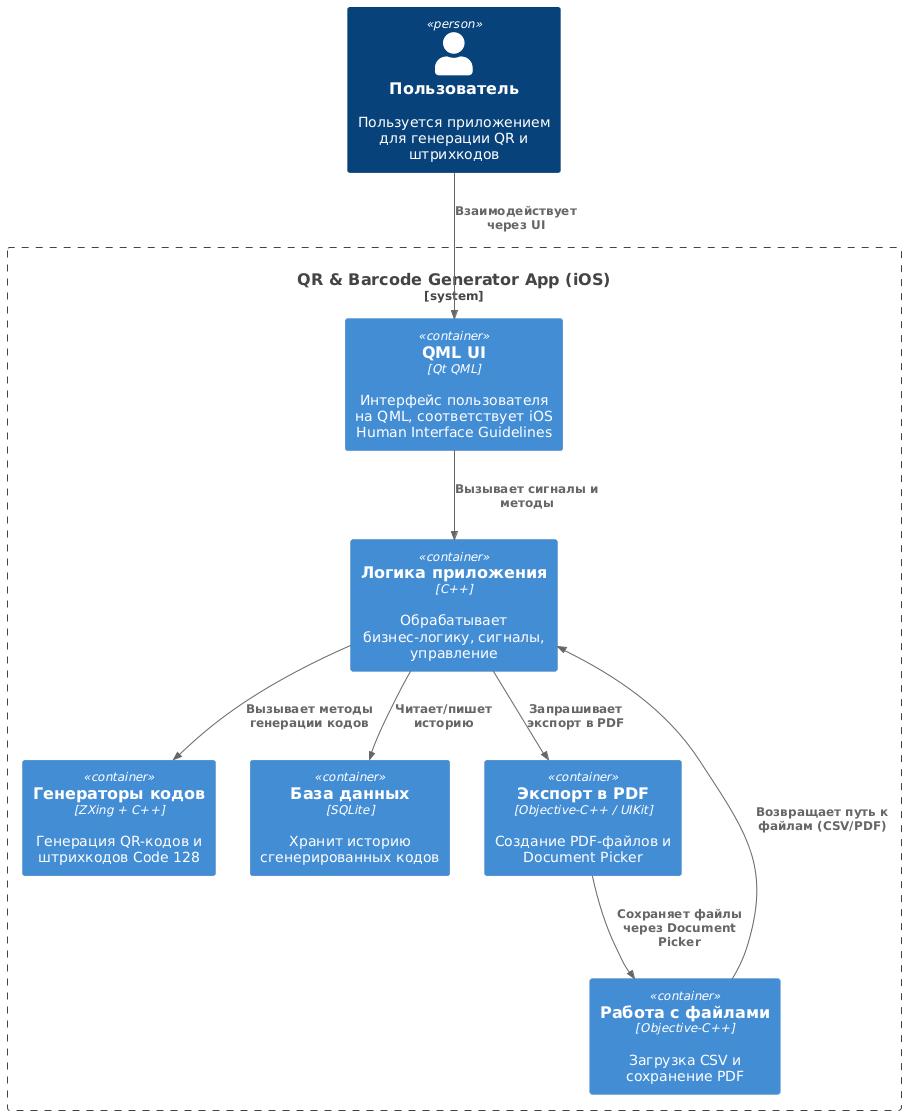 «person»
Пользователь
Пользуется приложением
для генерации QR и
штрихкодов
Взаимодействует
через UI
QR & Barcode Generator App (iOS)
[system]
«container»
QML UI
[Qt QML]
Интерфейс пользователя
на QML, соответствует iOS
Human Interface Guidelines
Вызывает сигналы и
методы
«container»
Логика приложения
[C++]
Обрабатывает
бизнес-логику, сигналы,
управление
Вызывает методы
генерации кодов
Читает/пишет
историю
Запрашивает
экспорт в PDF
«container»
Генераторы кодов
[ZXing + C++]
Генерация QR-кодов и
штрихкодов Code 128
«container»
База данных
[SQLite]
Хранит историю
сгенерированных кодов
«container»
Экспорт в PDF
[Objective-C++ / UIKit]
Создание PDF-файлов и
Document Picker
Возвращает путь к
файлам (CSV/PDF)
Сохраняет файлы
через Document
Picker
«container»
Работа с файлами
[Objective-C++]
Загрузка CSV и
сохранение PDF